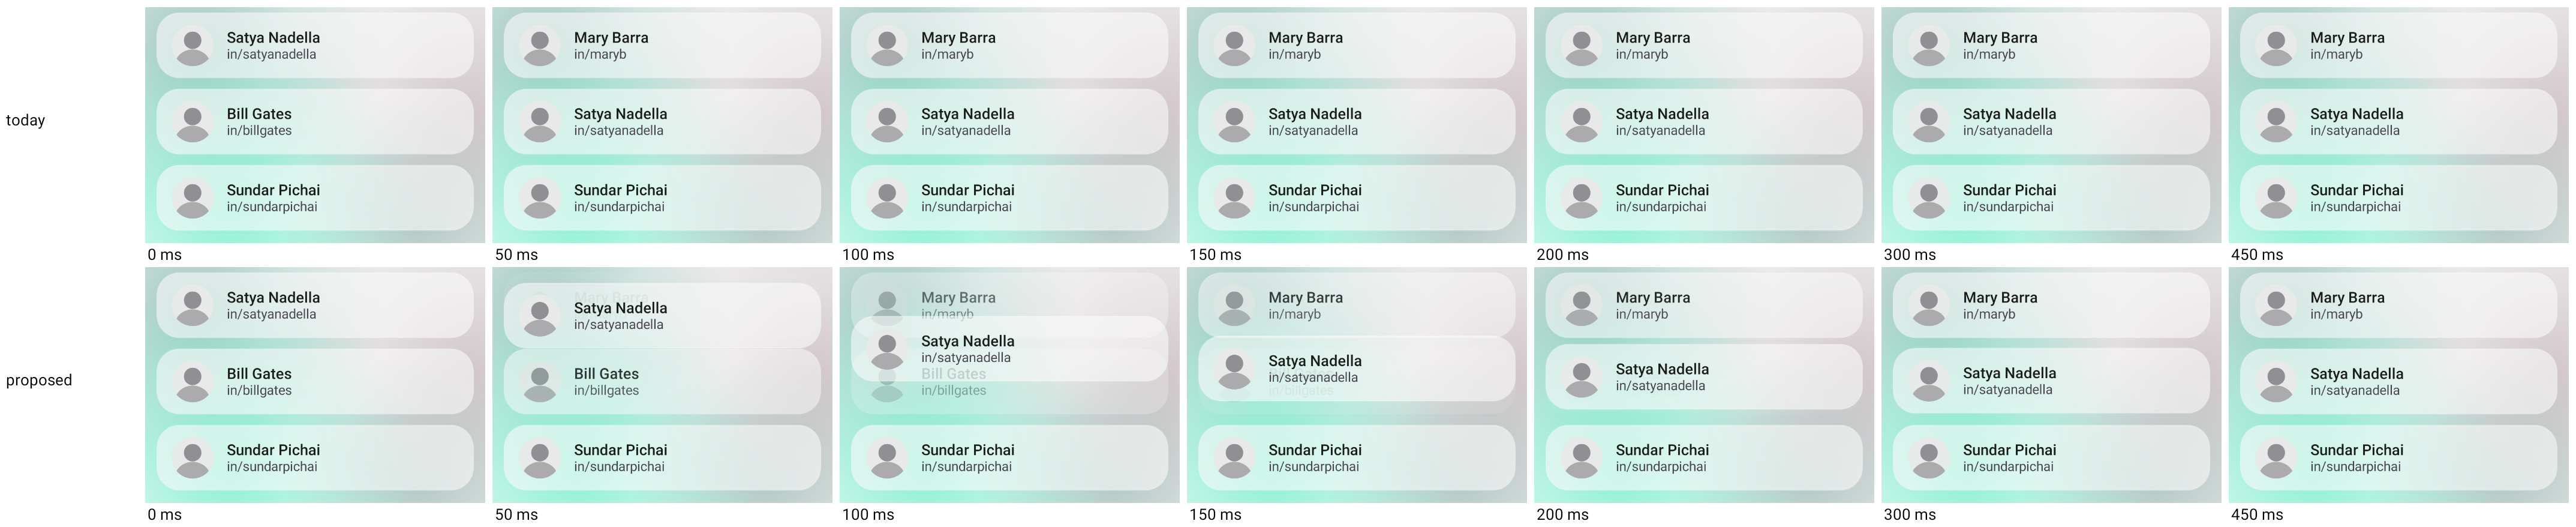 today
Satya Nadella
in/satyanadella
Bill Gates
in/billgates
Sundar Pichai
in/sundarpichai
0 ms
Mary Barra
in/maryb
Satya Nadella
in/satyanadella
Sundar Pichai
in/sundarpichai
50 ms
Mary Barra
in/maryb
Satya Nadella
in/satyanadella
Sundar Pichai
in/sundarpichai
100 ms
Mary Barra
in/maryb
Satya Nadella
in/satyanadella
Sundar Pichai
in/sundarpichai
150 ms
Mary Barra
in/maryb
Satya Nadella
in/satyanadella
Sundar Pichai
in/sundarpichai
200 ms
Mary Barra
in/maryb
Satya Nadella
in/satyanadella
Sundar Pichai
in/sundarpichai
300 ms
Mary Barra
in/maryb
Satya Nadella
in/satyanadella
Sundar Pichai
in/sundarpichai
450 ms
proposed
Satya Nadella
in/satyanadella
Bill Gates
in/billgates
Sundar Pichai
in/sundarpichai
0 ms
Mary Barra
Satya Nadella
in/satyanadella
Bill Gates
in/billgates
Sundar Pichai
in/sundarpichai
50 ms
Mary Barra
in/maryb
Satya Nadella
in/satyanadella
Bill Gates
in/billgates
Sundar Pichai
in/sundarpichai
100 ms
Mary Barra
in/maryb
Satya Nadella
in/satyanadella
in/billgates
Sundar Pichai
in/sundarpichai
150 ms
Mary Barra
in/maryb
Satya Nadella
in/satyanadella
Sundar Pichai
in/sundarpichai
200 ms
Mary Barra
in/maryb
Satya Nadella
in/satyanadella
Sundar Pichai
in/sundarpichai
300 ms
Mary Barra
in/maryb
Satya Nadella
in/satyanadella
Sundar Pichai
in/sundarpichai
450 ms